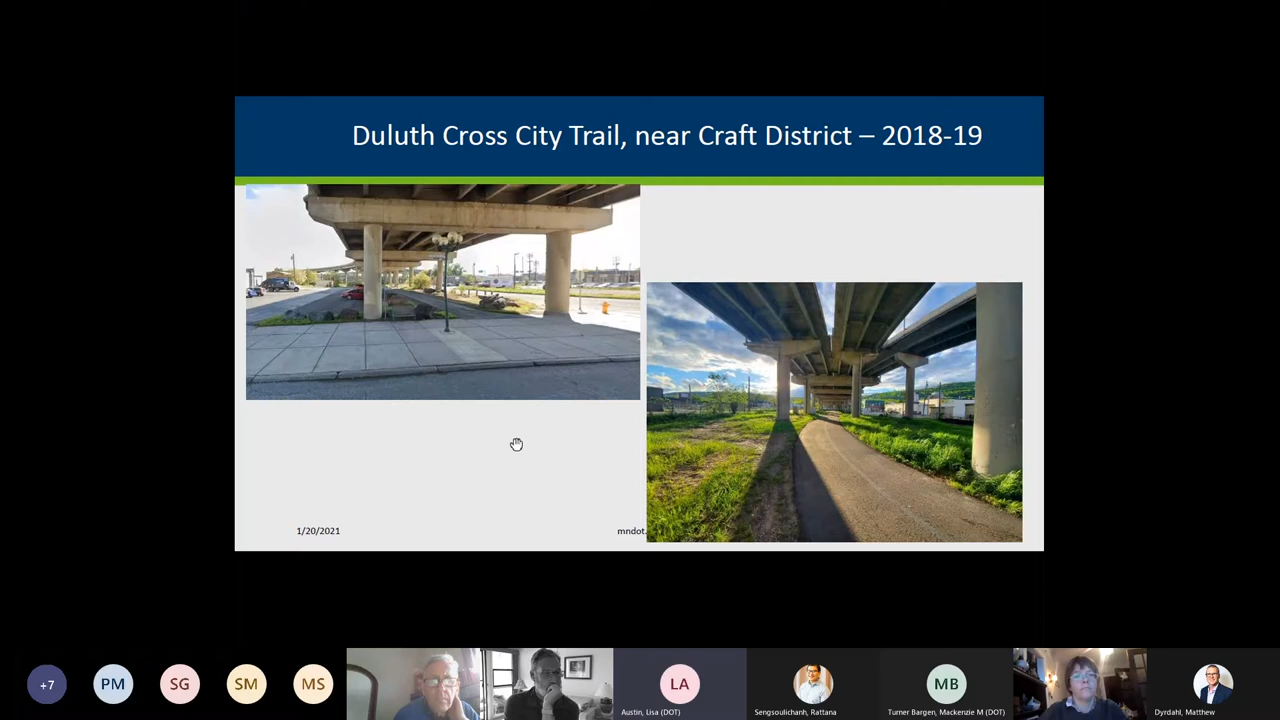 Duluth Cross City Trail, near Craft District – 2018-19
1/20/2021
mndot.
+7
PM
SG
SM
MS
LA
MB
Austin, Lisa (DOT)
Sengsoulichanh, Rattana
Turner Bargen, Mackenzie M (DOT)
Dyrdahl, Matthew